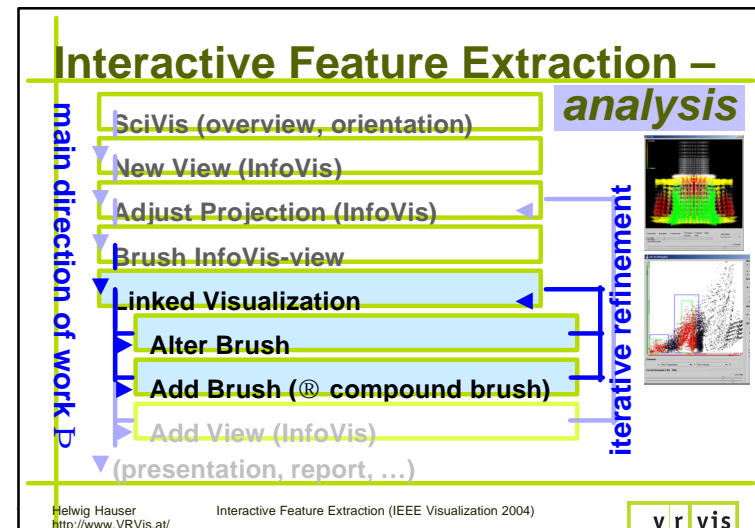 Interactive Feature Extraction –
analysis
main direction of work Þ
SciVis (overview, orientation)
New View (InfoVis)
Adjust Projection (InfoVis)
Brush InfoVis-view
Linked Visualization
Alter Brush
Add Brush (® compound brush)
Add View (InfoVis)
(presentation, report, …)
iterative refinement
Helwig Hauser
http://www.VRVis.at/
Interactive Feature Extraction (IEEE Visualization 2004)
v r vis